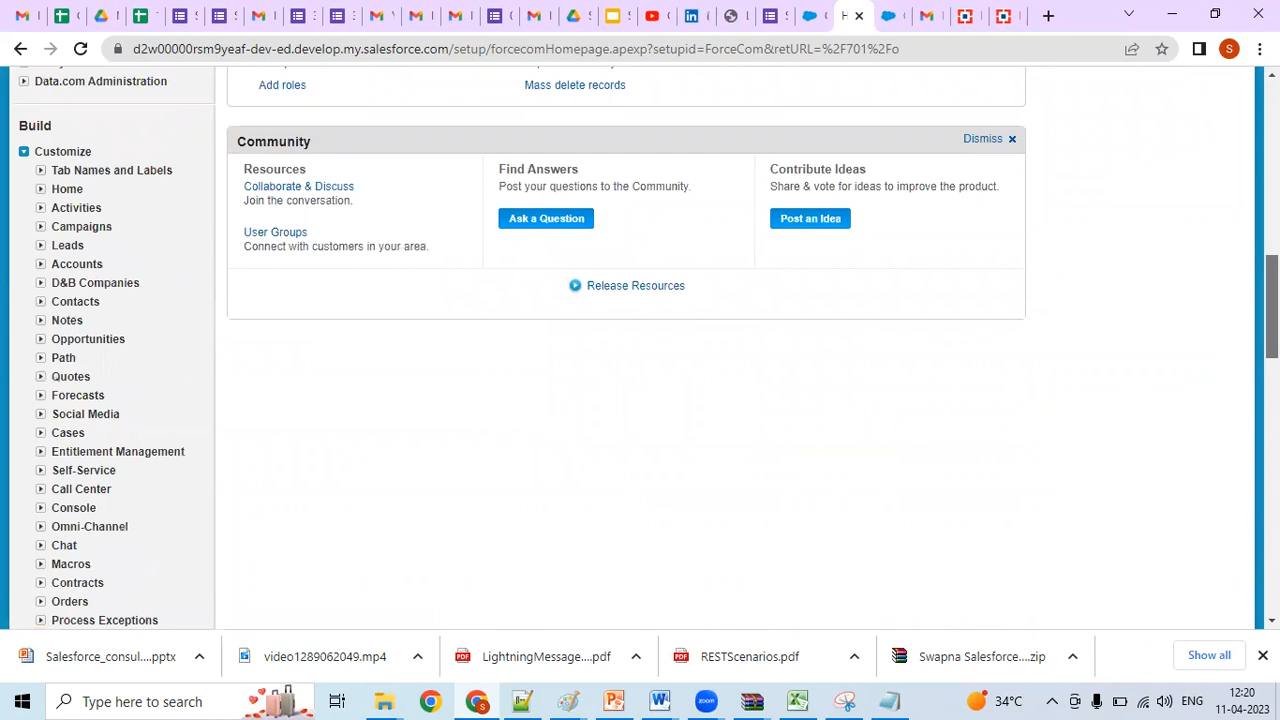 d2w00000rsm9yeaf-dev-ed.develop.my.salesforce.com/setup/forcecomHomepage.apexp?setupid=ForceCom&retURL=%2F701%2Fo
S
Data.com Administration
Add roles
Mass delete records
Build
Customize
Tab Names and Labels
Home
Activities
Campaigns
Leads
Accounts
D&B Companies
Contacts
Notes
Opportunities
Path
Quotes
Forecasts
Social Media
Cases
Entitlement Management
Self-Service
Call Center
Console
Omni-Channel
Chat
Macros
Contracts
Orders
Process Exceptions
Community
Dismiss
Resources
Collaborate & Discuss
Join the conversation.
User Groups
Connect with customers in your area.
Find Answers
Post your questions to the Community.
Ask a Question
Contribute Ideas
Share & vote for ideas to improve the product.
Post an Idea
Release Resources
Salesforce_consul....pptx
video1289062049.mp4
LightningMessage....pdf
RESTScenarios.pdf
Swapna Salesforce....zip
Show all
Type here to search
34°C
ENG
12:20
11-04-2023